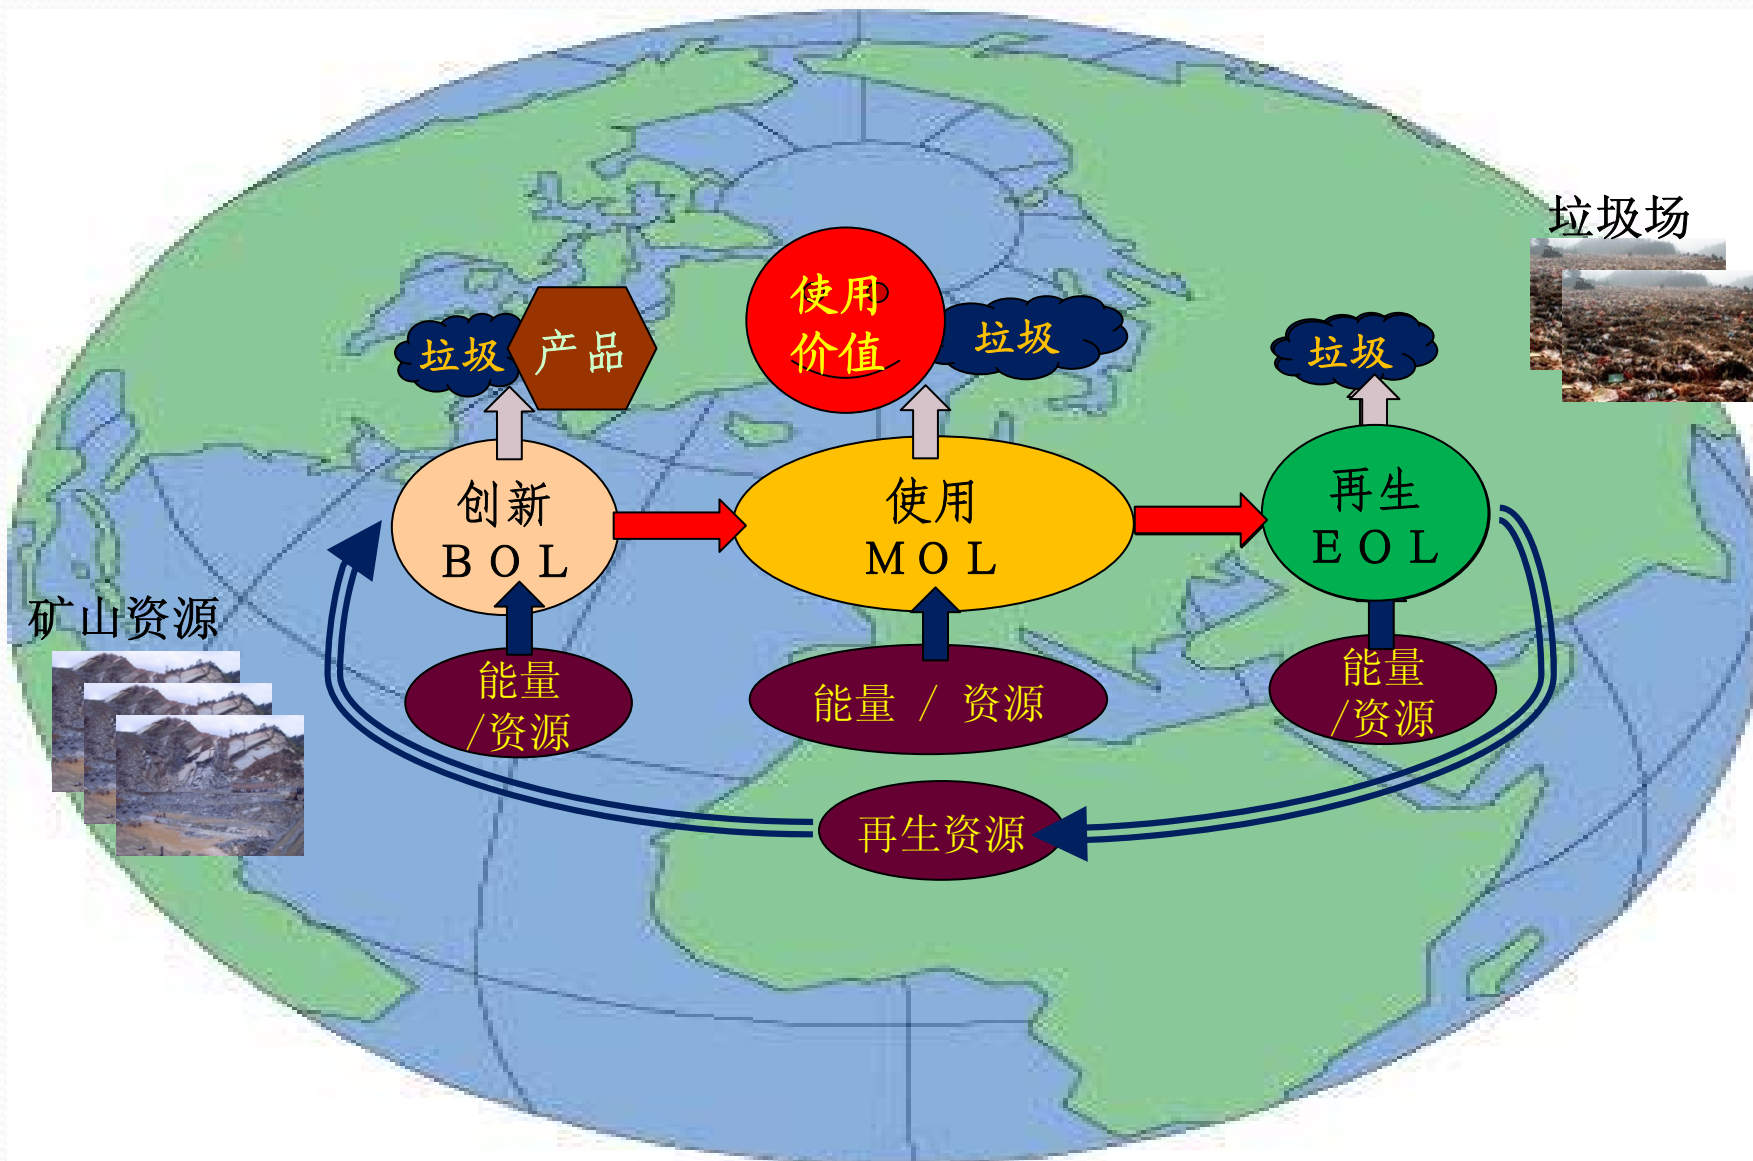 垃圾场
使用
价值
垃圾
产品
垃圾
垃圾
创新
ＢＯＬ
使用
ＭＯＬ
再生
ＥＯＬ
矿山资源
能量
/资源
能量 / 资源
能量
/资源
再生资源